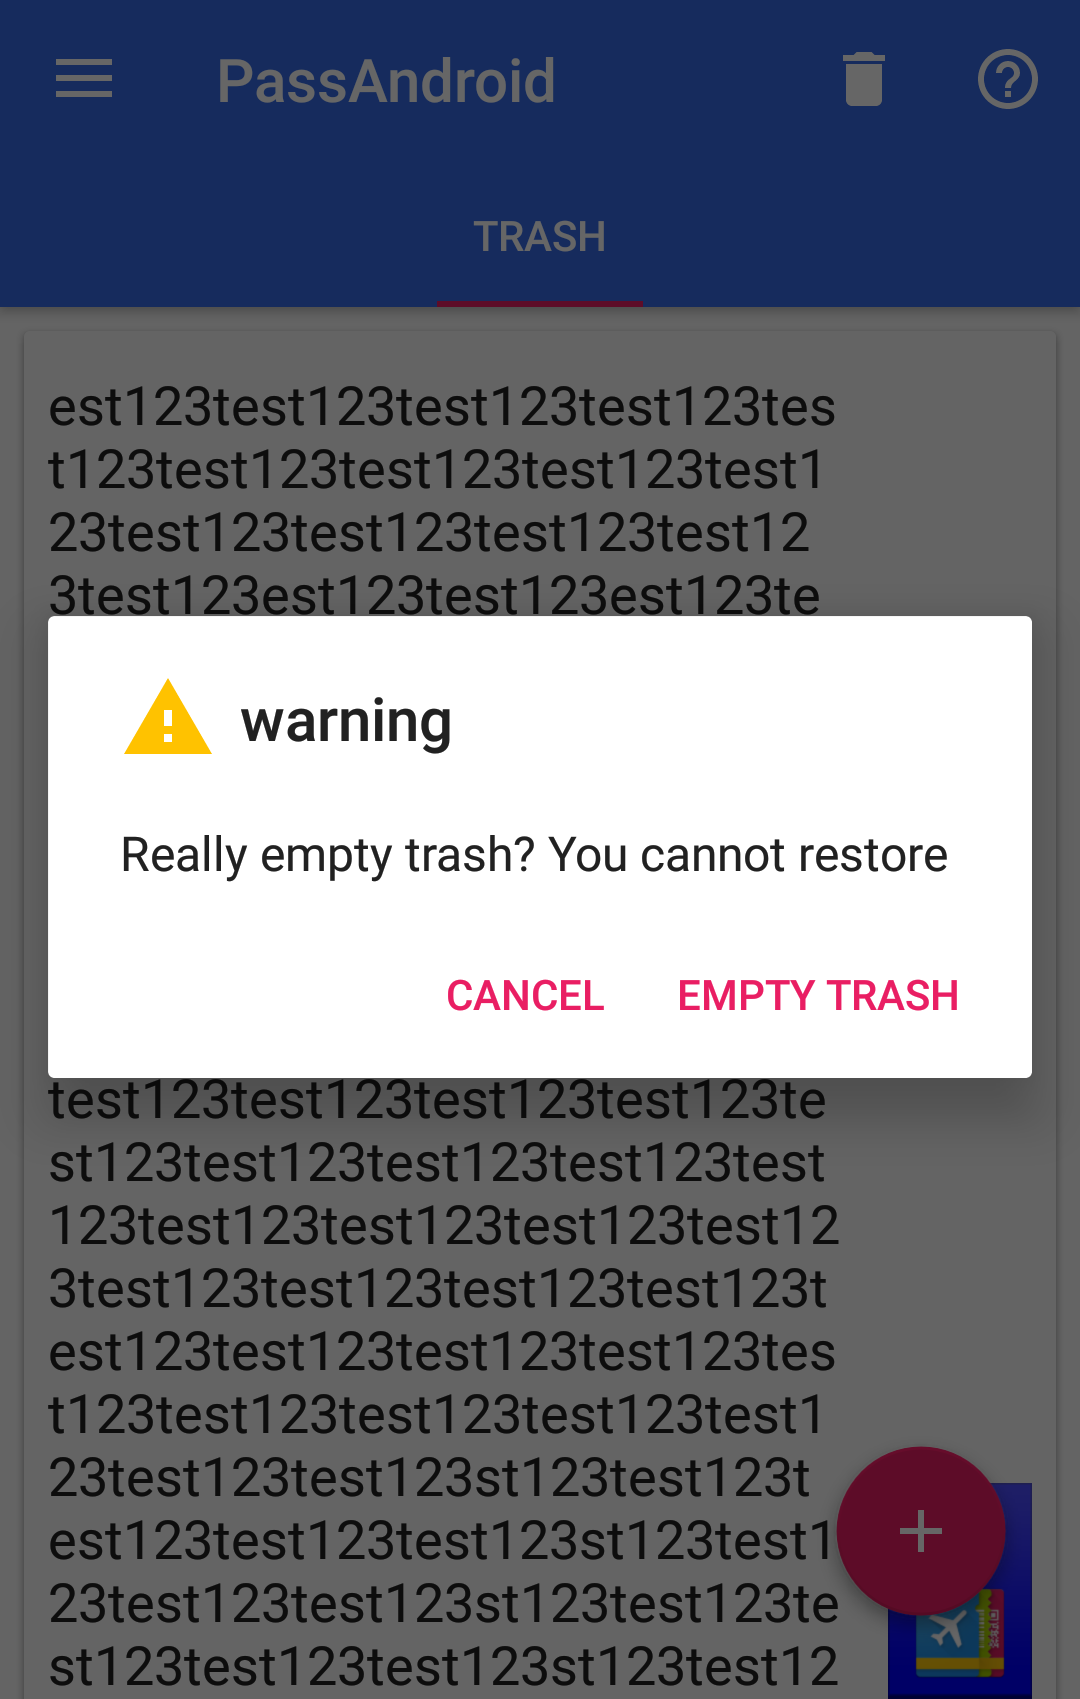 PassAndroid
TRASH
est123test123test123test123tes
t123test123test123test123test1
23test123test123test123test12
3test123est123test123est123te
warning
Really empty trash? You cannot restore
CANCEL EMPTY TRASH
test123test123test123test123te
st123test123test123test123test
123test123test123test123test12
3test123test123test123test123t
est123test123test123test123tes
t123test123test123test123test1
23test123test123st123test123t
est123test123test123st123test1
23test123test123st123test123te
st123test123test123st123test12